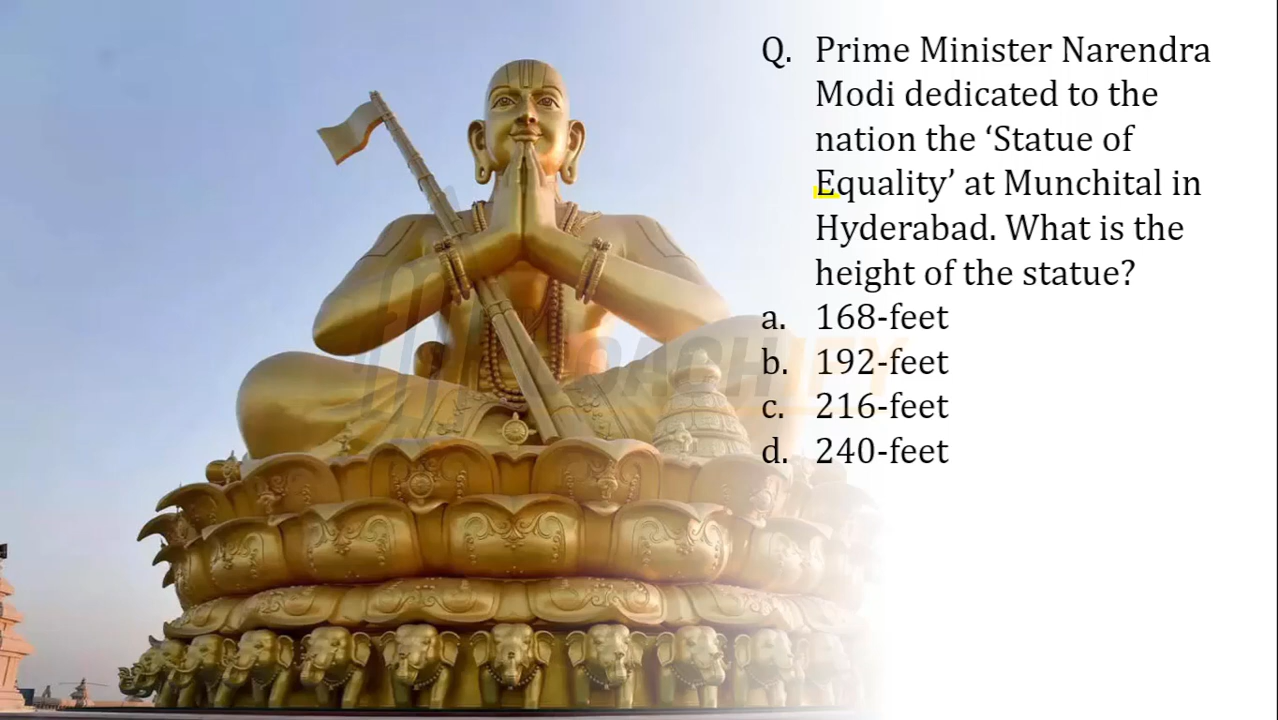 Q. Prime Minister Narendra
Modi dedicated to the
nation the ‘Statue of
Equality’ at Munchital in
Hyderabad. What is the
height of the statue?
a. 168-feet
b. 192-feet
c. 216-feet
d. 240-feet